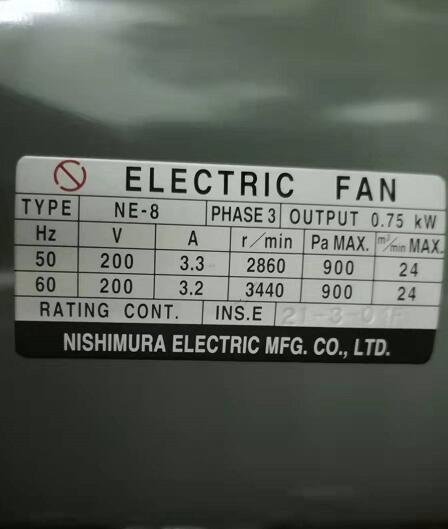 ELECTRIC FAN
TYPE NE-8 PHASE 3 OUTPUT 0.75 kW
Hz V A r/min Pa MAX. m³/min MAX.
50 200 3.3 2860 900 24
60 200 3.2 3440 900 24
RATING CONT. INS.E
NISHIMURA ELECTRIC MFG. CO., LTD.